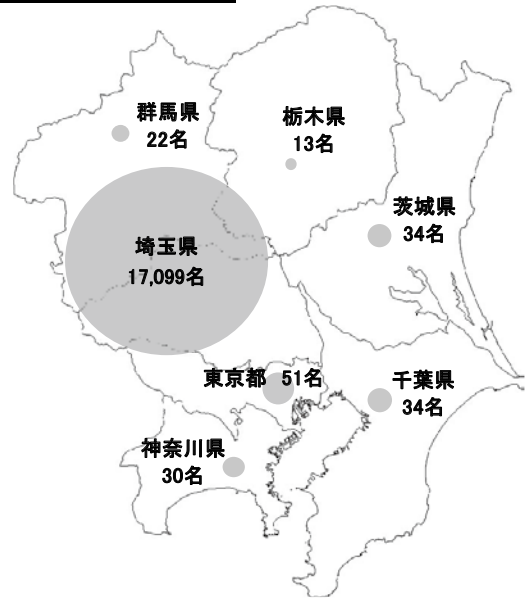 群馬県
22名
栃木県
13名
茨城県
34名
埼玉県
17,099名
東京都 51名
千葉県
34名
神奈川県
30名